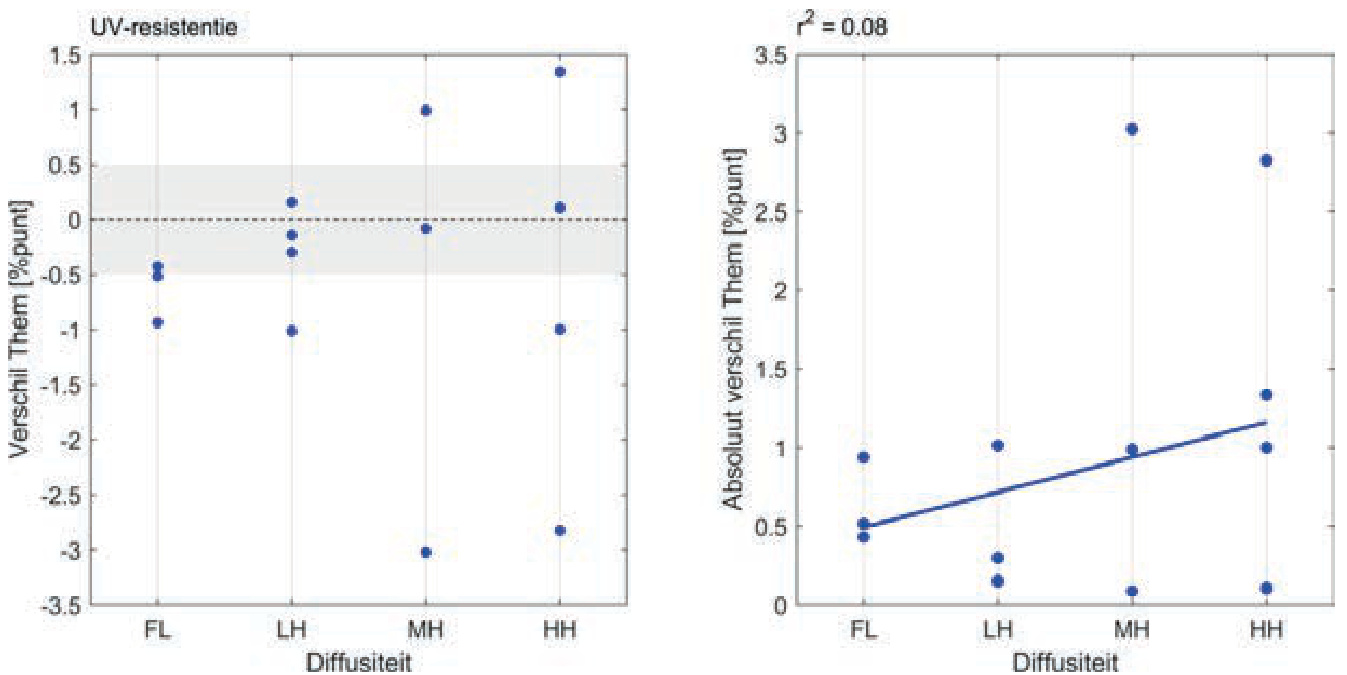 UV-resistentie
1.5
1
0.5
0
-0.5
-1
-1.5
-2
-2.5
-3
-3.5
Verschil Them [%punt]
FL LH MH HH
Diffusiteit
r² = 0.08
3.5
3
2.5
2
1.5
1
0.5
0
Absoluut verschil Them [%punt]
FL LH MH HH
Diffusiteit